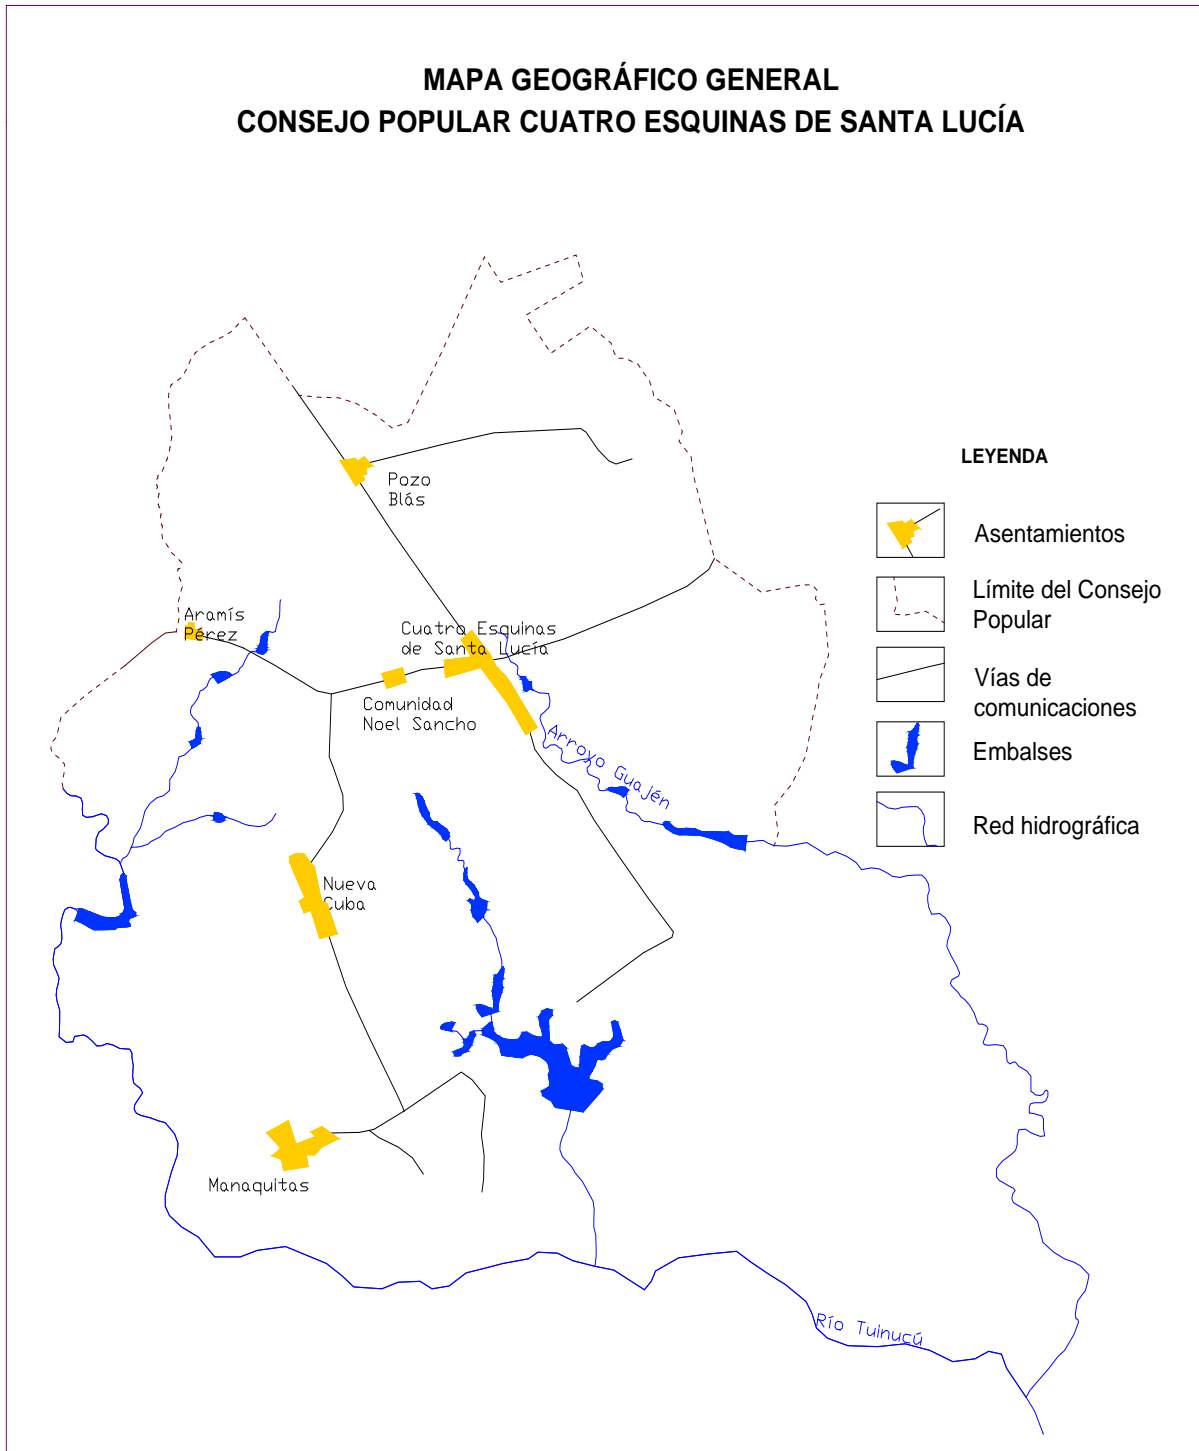 MAPA GEOGRÁFICO GENERAL
CONSEJO POPULAR CUATRO ESQUINAS DE SANTA LUCÍA
Pozo
Blás
LEYENDA
Asentamientos
Límite del Consejo
Popular
Vías de
comunicaciones
Embalses
Red hidrográfica
Aramís
Pérez
Cuatro Esquinas
de Santa Lucía
Comunidad
Noel Sancho
Arroyo Guajén
Nueva
Cuba
Manaquitas
Río Tuinucú